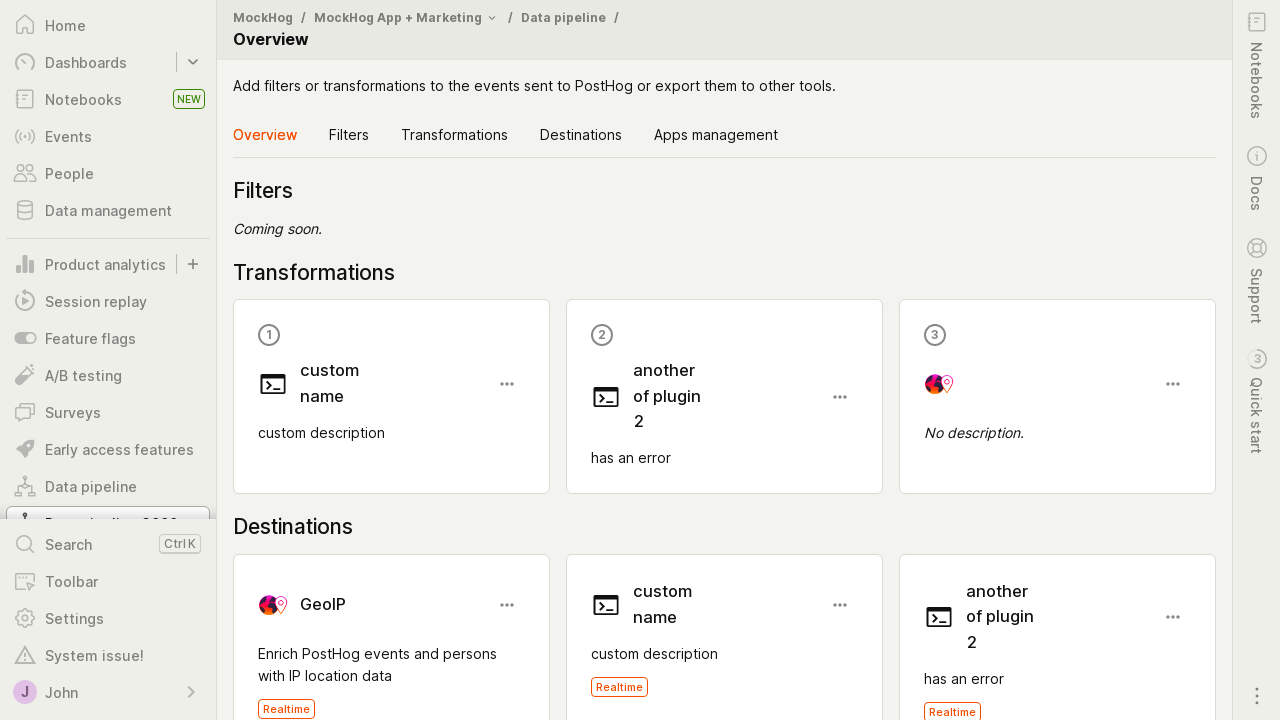 Home
Dashboards
Notebooks
NEW
Events
People
Data management
Product analytics
Session replay
Feature flags
A/B testing
Surveys
Early access features
Data pipeline
Search
Ctrl K
Toolbar
Settings
System issue!
J John
MockHog / MockHog App + Marketing / Data pipeline /
Overview
Add filters or transformations to the events sent to PostHog or export them to other tools.
Overview Filters Transformations Destinations Apps management
Filters
Coming soon.
Transformations
1
custom
name
custom description
2
another
of plugin
2
has an error
3
No description.
Destinations
GeoIP
Enrich PostHog events and persons
with IP location data
Realtime
custom
name
custom description
Realtime
another
of plugin
2
has an error
Realtime
Notebooks
Docs
Support
3
Quick start